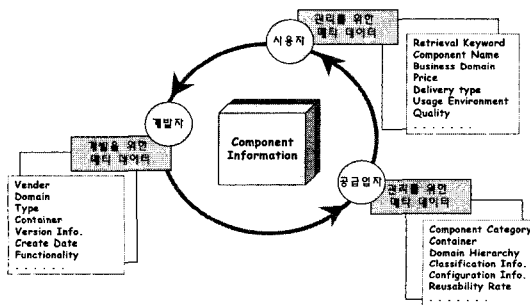 권리를 위한
메타 데이터
사용자
Retrieval Keyword
Component Name
Business Domain
Price
Delivery type
Usage Environment
Quality
. . . . . .
개발자
개발을 위한
메타 데이터
Component
Information
Vender
Domain
Type
Container
Version Info.
Create Date
Functionality
. . . . . .
공급업자
권리를 위한
메타 데이터
Component Category
Container
Domain Hierarchy
Classification Info.
Configuration Info.
Reusability Rate
. . . . . .